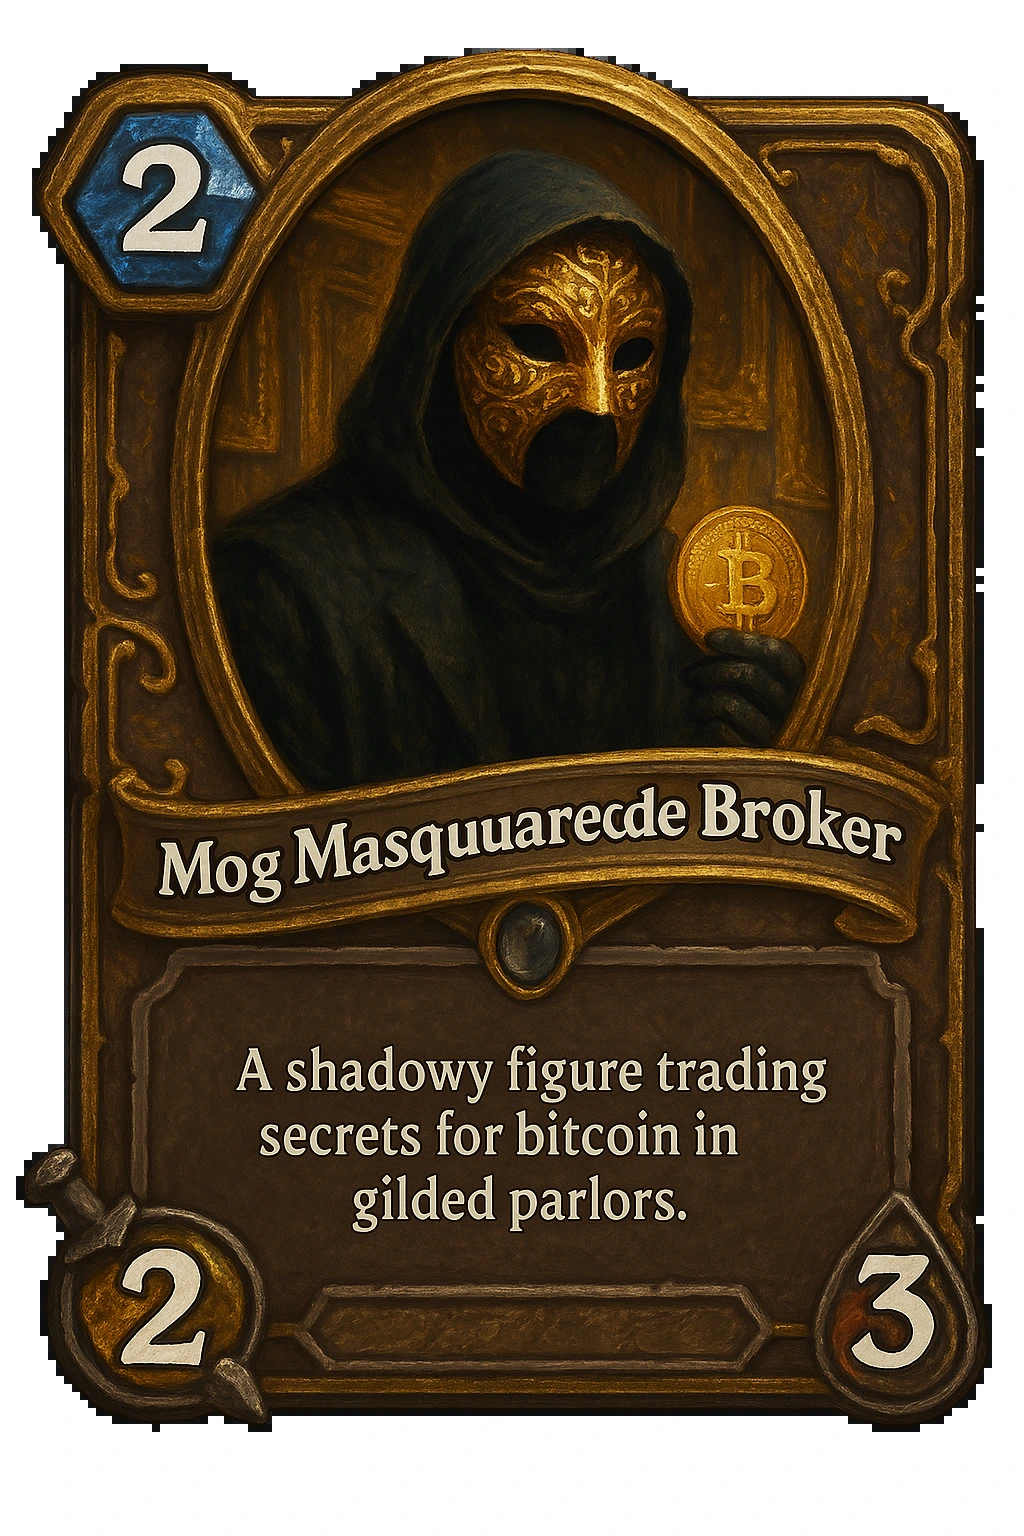 2
B
Mog Masquuarecde Broker
A shadowy figure trading
secrets for bitcoin in
gilded parlors.
2
3